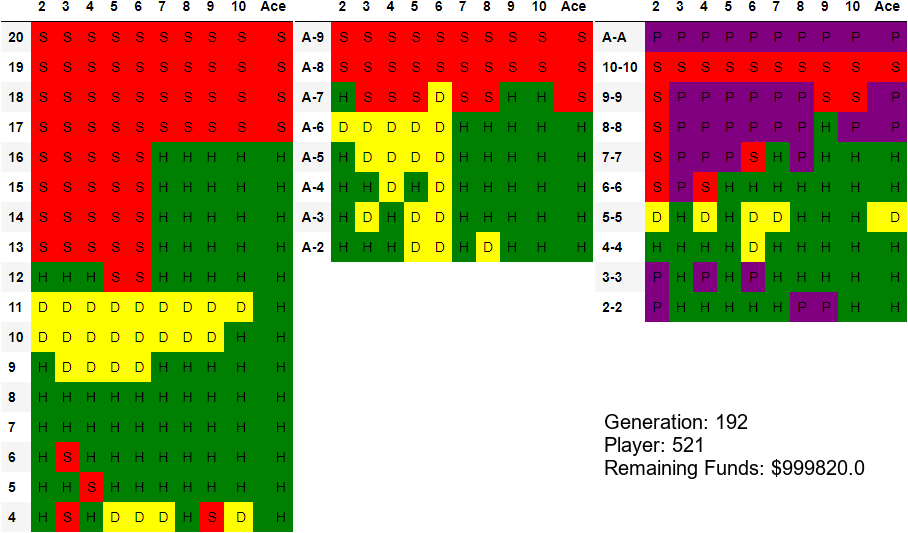 2 3 4 5 6 7 8 9 10 Ace
20 S S S S S S S S S S
19 S S S S S S S S S S
18 S S S S S S S S S S
17 S S S S S S S S S S
16 S S S S S H H H H H
15 S S S S S H H H H H
14 S S S S S H H H H H
13 S S S S S H H H H H
12 H H H S S H H H H H
11 D D D D D D D D D H
10 D D D D D D D D H H
9 H D D D D H H H H H
8 H H H H H H H H H H
7 H H H H H H H H H H
6 H S H H H H H H H H
5 H H S H H H H H H H
4 H S H D D D H S D H
2 3 4 5 6 7 8 9 10 Ace
A-9 S S S S S S S S S S
A-8 S S S S S S S S S S
A-7 H S S S D S S H H S
A-6 D D D D D H H H H H
A-5 H D D D D H H H H H
A-4 H H D H D H H H H H
A-3 H D H D D H H H H H
A-2 H H H D D H D H H H
2 3 4 5 6 7 8 9 10 Ace
A-A P P P P P P P P P P
10-10 S S S S S S S S S S
9-9 S P P P P P P S S P
8-8 S P P P P P P H P P
7-7 S P P P S H P H H H
6-6 S P S H H H H H H H
5-5 D H D H D D H H H D
4-4 H H H H D H H H H H
3-3 P H P H P H H H H H
2-2 P H H H H H P P H H
Generation: 192
Player: 521
Remaining Funds: $999820.0